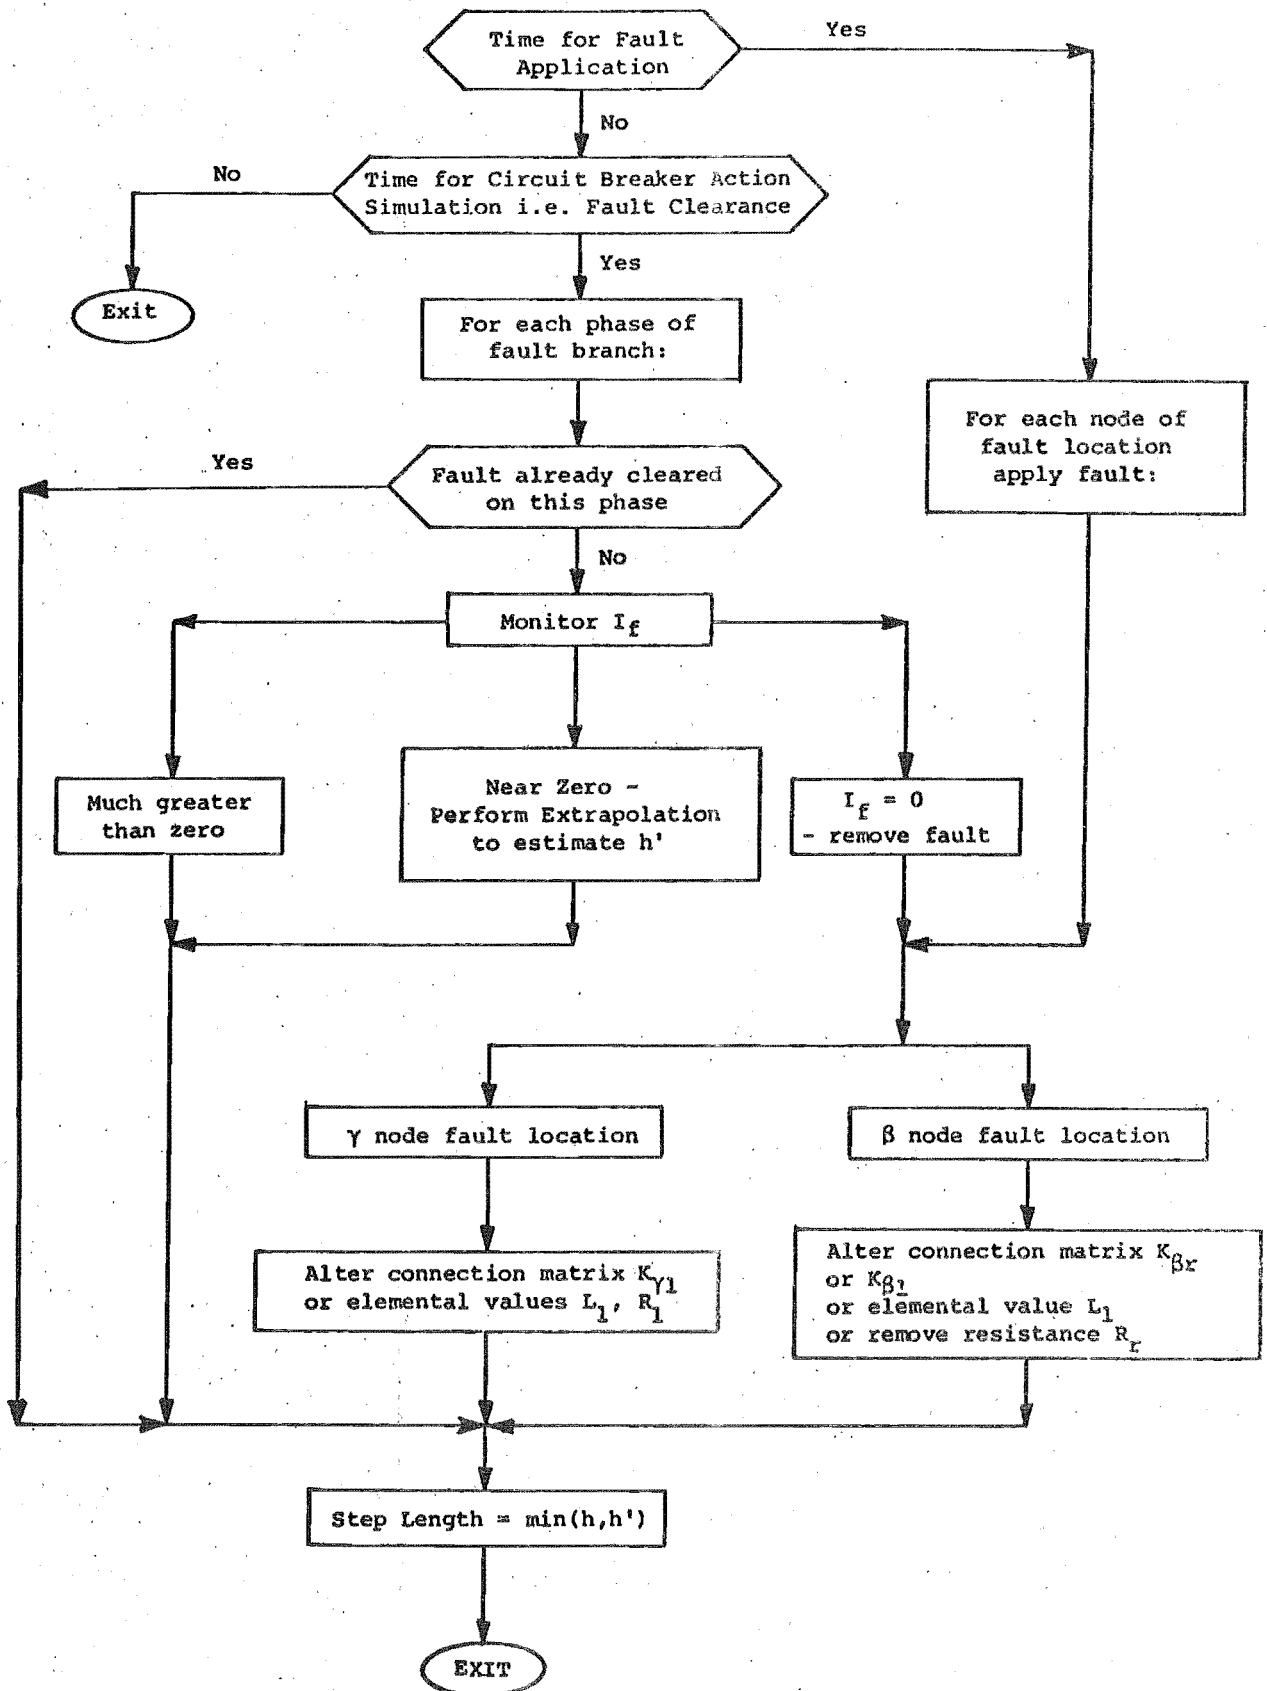 Time for Fault
Application
Yes
No
Time for Circuit Breaker Action
Simulation i.e. Fault Clearance
No
Yes
Exit
For each phase of
fault branch:
For each node of
fault location
apply fault:
Fault already cleared
on this phase
Yes
No
Monitor I_f
Much greater
than zero
Near Zero -
Perform Extrapolation
to estimate h'
I_f = 0
- remove fault
γ node fault location
β node fault location
Alter connection matrix K_γl
or elemental values L_l, R_l
Alter connection matrix K_βr
or K_βl
or elemental value L_l
or remove resistance R_r
Step Length = min(h,h')
EXIT